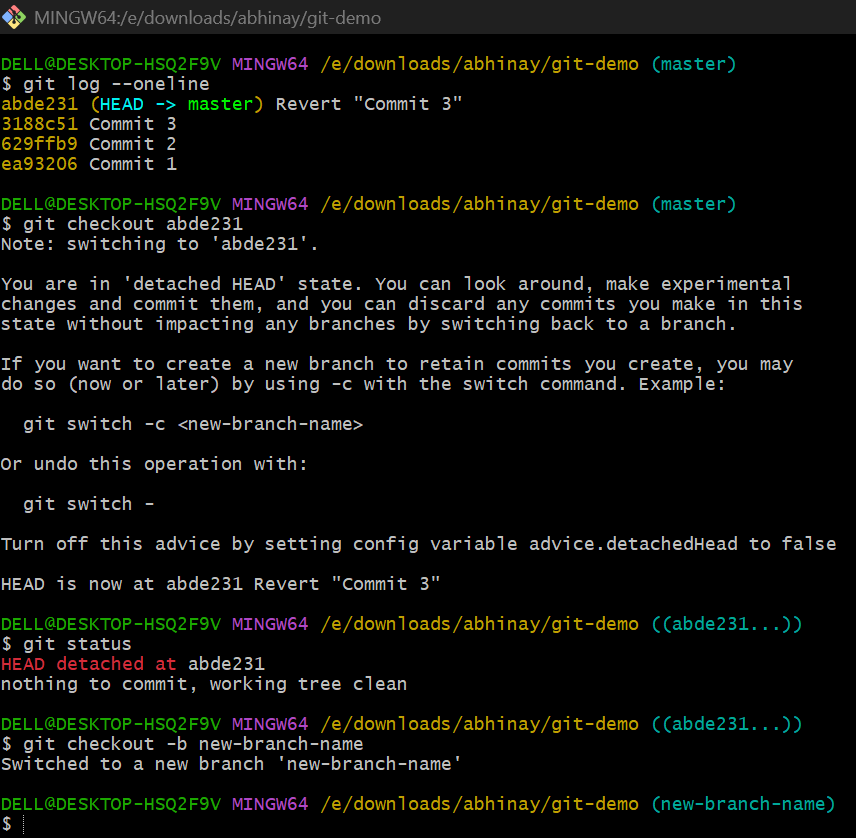 MINGW64:/e/downloads/abhinay/git-demo
DELL@DESKTOP-HSQ2F9V MINGW64 /e/downloads/abhinay/git-demo (master)
$ git log --oneline
abde231 (HEAD -> master) Revert "Commit 3"
3188c51 Commit 3
629ffb9 Commit 2
ea93206 Commit 1
DELL@DESKTOP-HSQ2F9V MINGW64 /e/downloads/abhinay/git-demo (master)
$ git checkout abde231
Note: switching to 'abde231'.
You are in 'detached HEAD' state. You can look around, make experimental
changes and commit them, and you can discard any commits you make in this
state without impacting any branches by switching back to a branch.
If you want to create a new branch to retain commits you create, you may
do so (now or later) by using -c with the switch command. Example:
git switch -c <new-branch-name>
Or undo this operation with:
git switch -
Turn off this advice by setting config variable advice.detachedHead to false
HEAD is now at abde231 Revert "Commit 3"
DELL@DESKTOP-HSQ2F9V MINGW64 /e/downloads/abhinay/git-demo ((abde231...))
$ git status
HEAD detached at abde231
nothing to commit, working tree clean
DELL@DESKTOP-HSQ2F9V MINGW64 /e/downloads/abhinay/git-demo ((abde231...))
$ git checkout -b new-branch-name
Switched to a new branch 'new-branch-name'
DELL@DESKTOP-HSQ2F9V MINGW64 /e/downloads/abhinay/git-demo (new-branch-name)
$